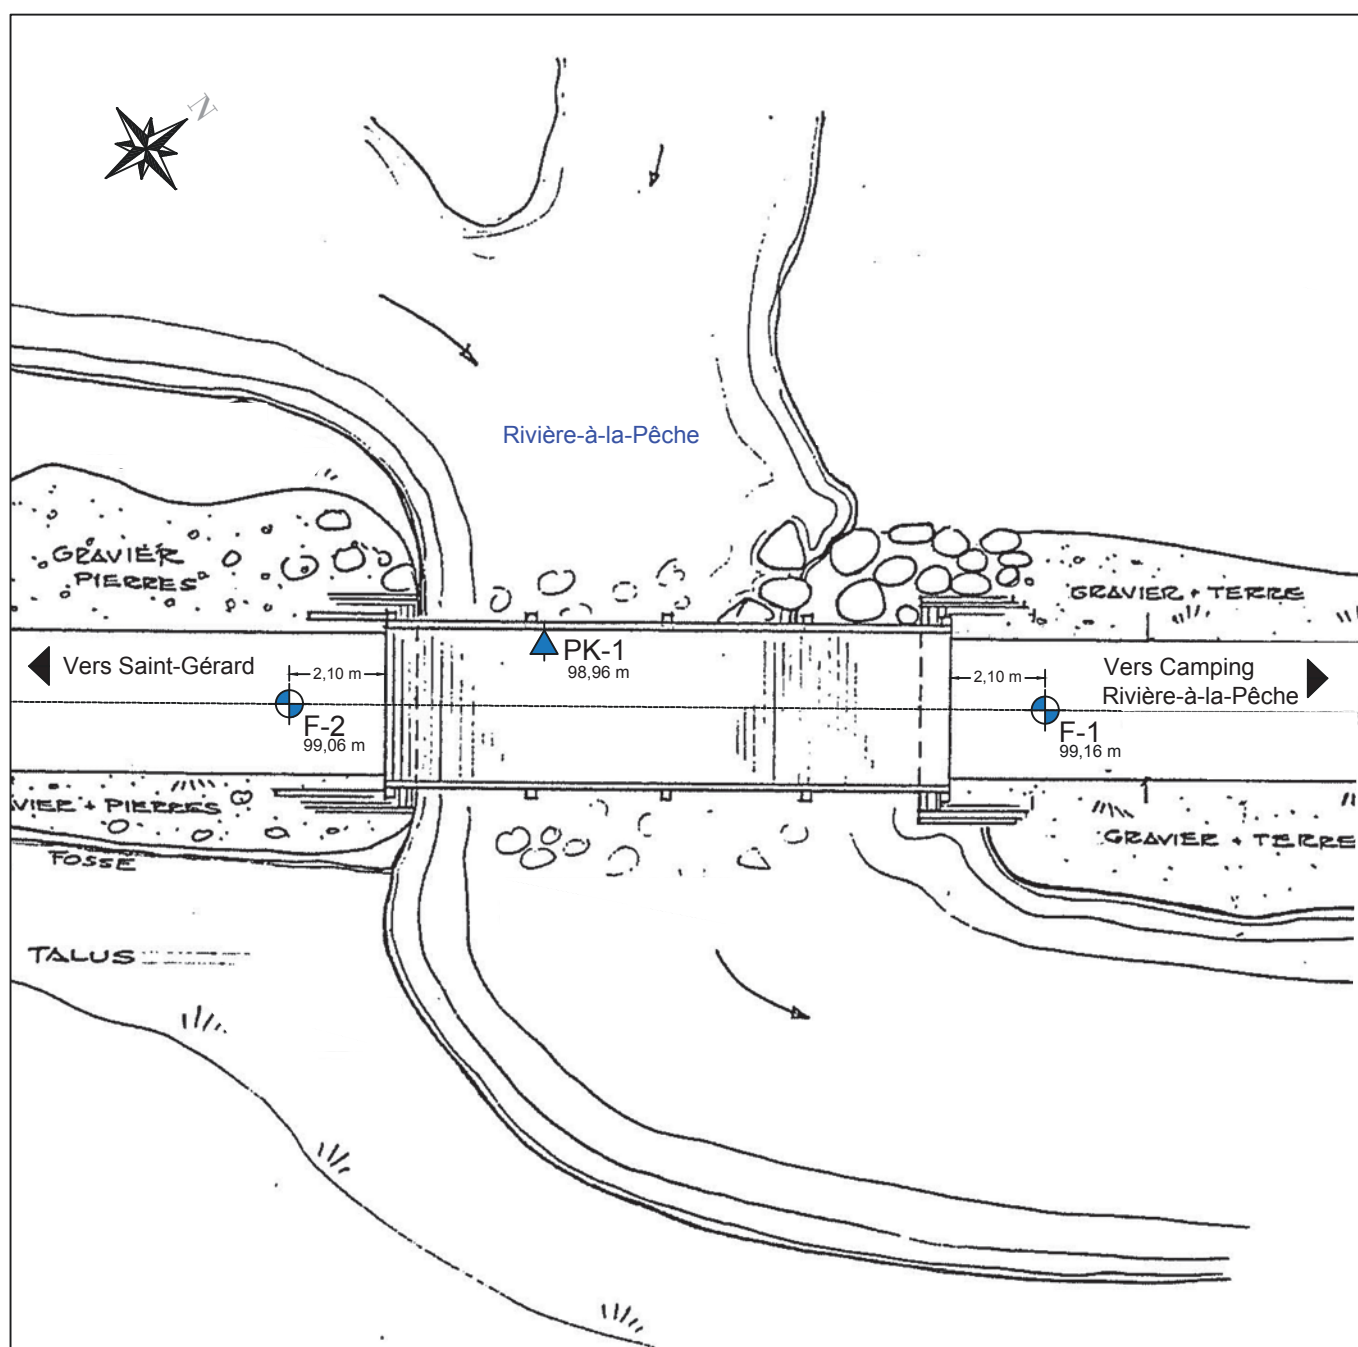 N
Rivière-à-la-Pêche
GRAVIER
PIERRES
GRAVIER + TERRE
Vers Saint-Gérard
2,10 m
PK-1
98,96 m
2,10 m
Vers Camping
Rivière-à-la-Pêche
F-2
99,06 m
F-1
99,16 m
VIER + PIERRES
GRAVIER + TERRE
FOSSE
TALUS